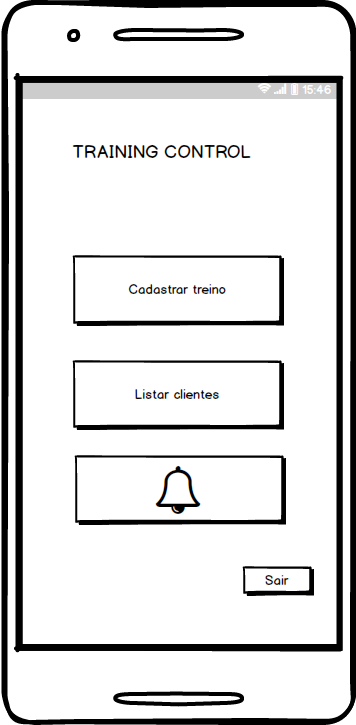 15:46
TRAINING CONTROL
Cadastrar treino
Listar clientes
Sair